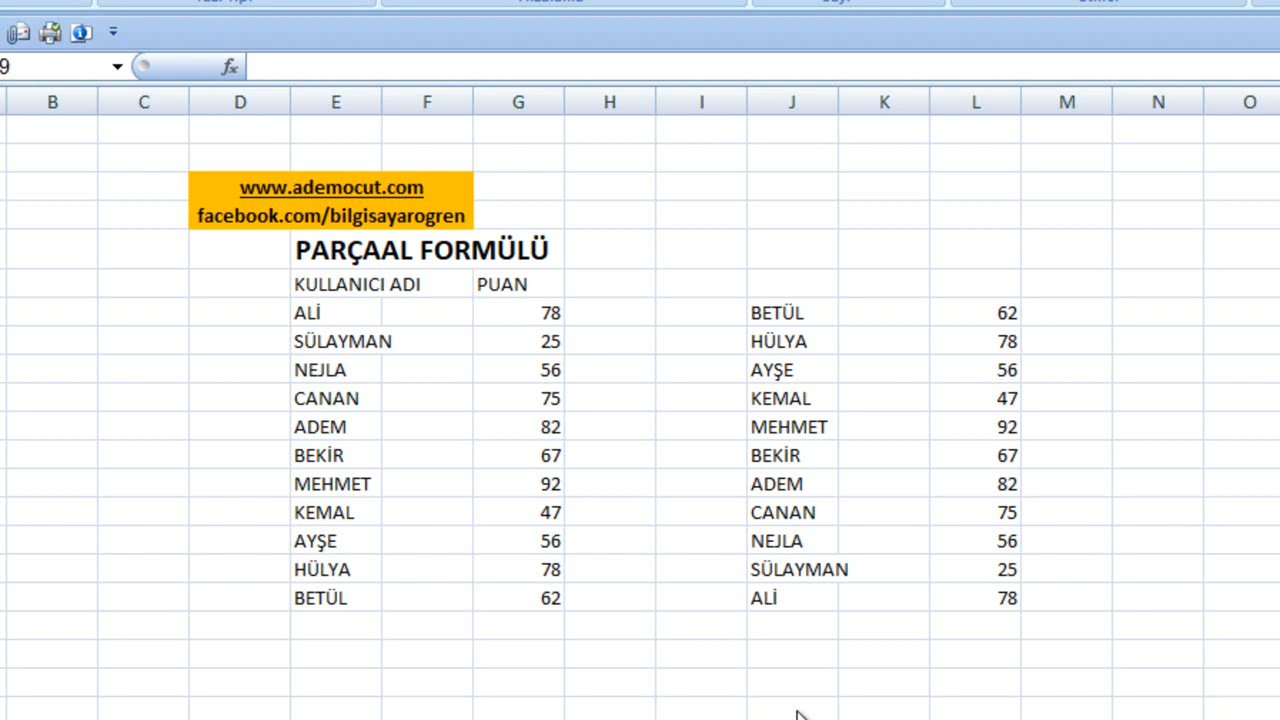 9 fx
B C D E F G H I J K L M N O
www.ademocut.com
facebook.com/bilgisayarogren
PARÇAAL FORMÜLÜ
KULLANICI ADI PUAN
ALİ 78 BETÜL 62
SÜLAYMAN 25 HÜLYA 78
NEJLA 56 AYŞE 56
CANAN 75 KEMAL 47
ADEM 82 MEHMET 92
BEKİR 67 BEKİR 67
MEHMET 92 ADEM 82
KEMAL 47 CANAN 75
AYŞE 56 NEJLA 56
HÜLYA 78 SÜLAYMAN 25
BETÜL 62 ALİ 78